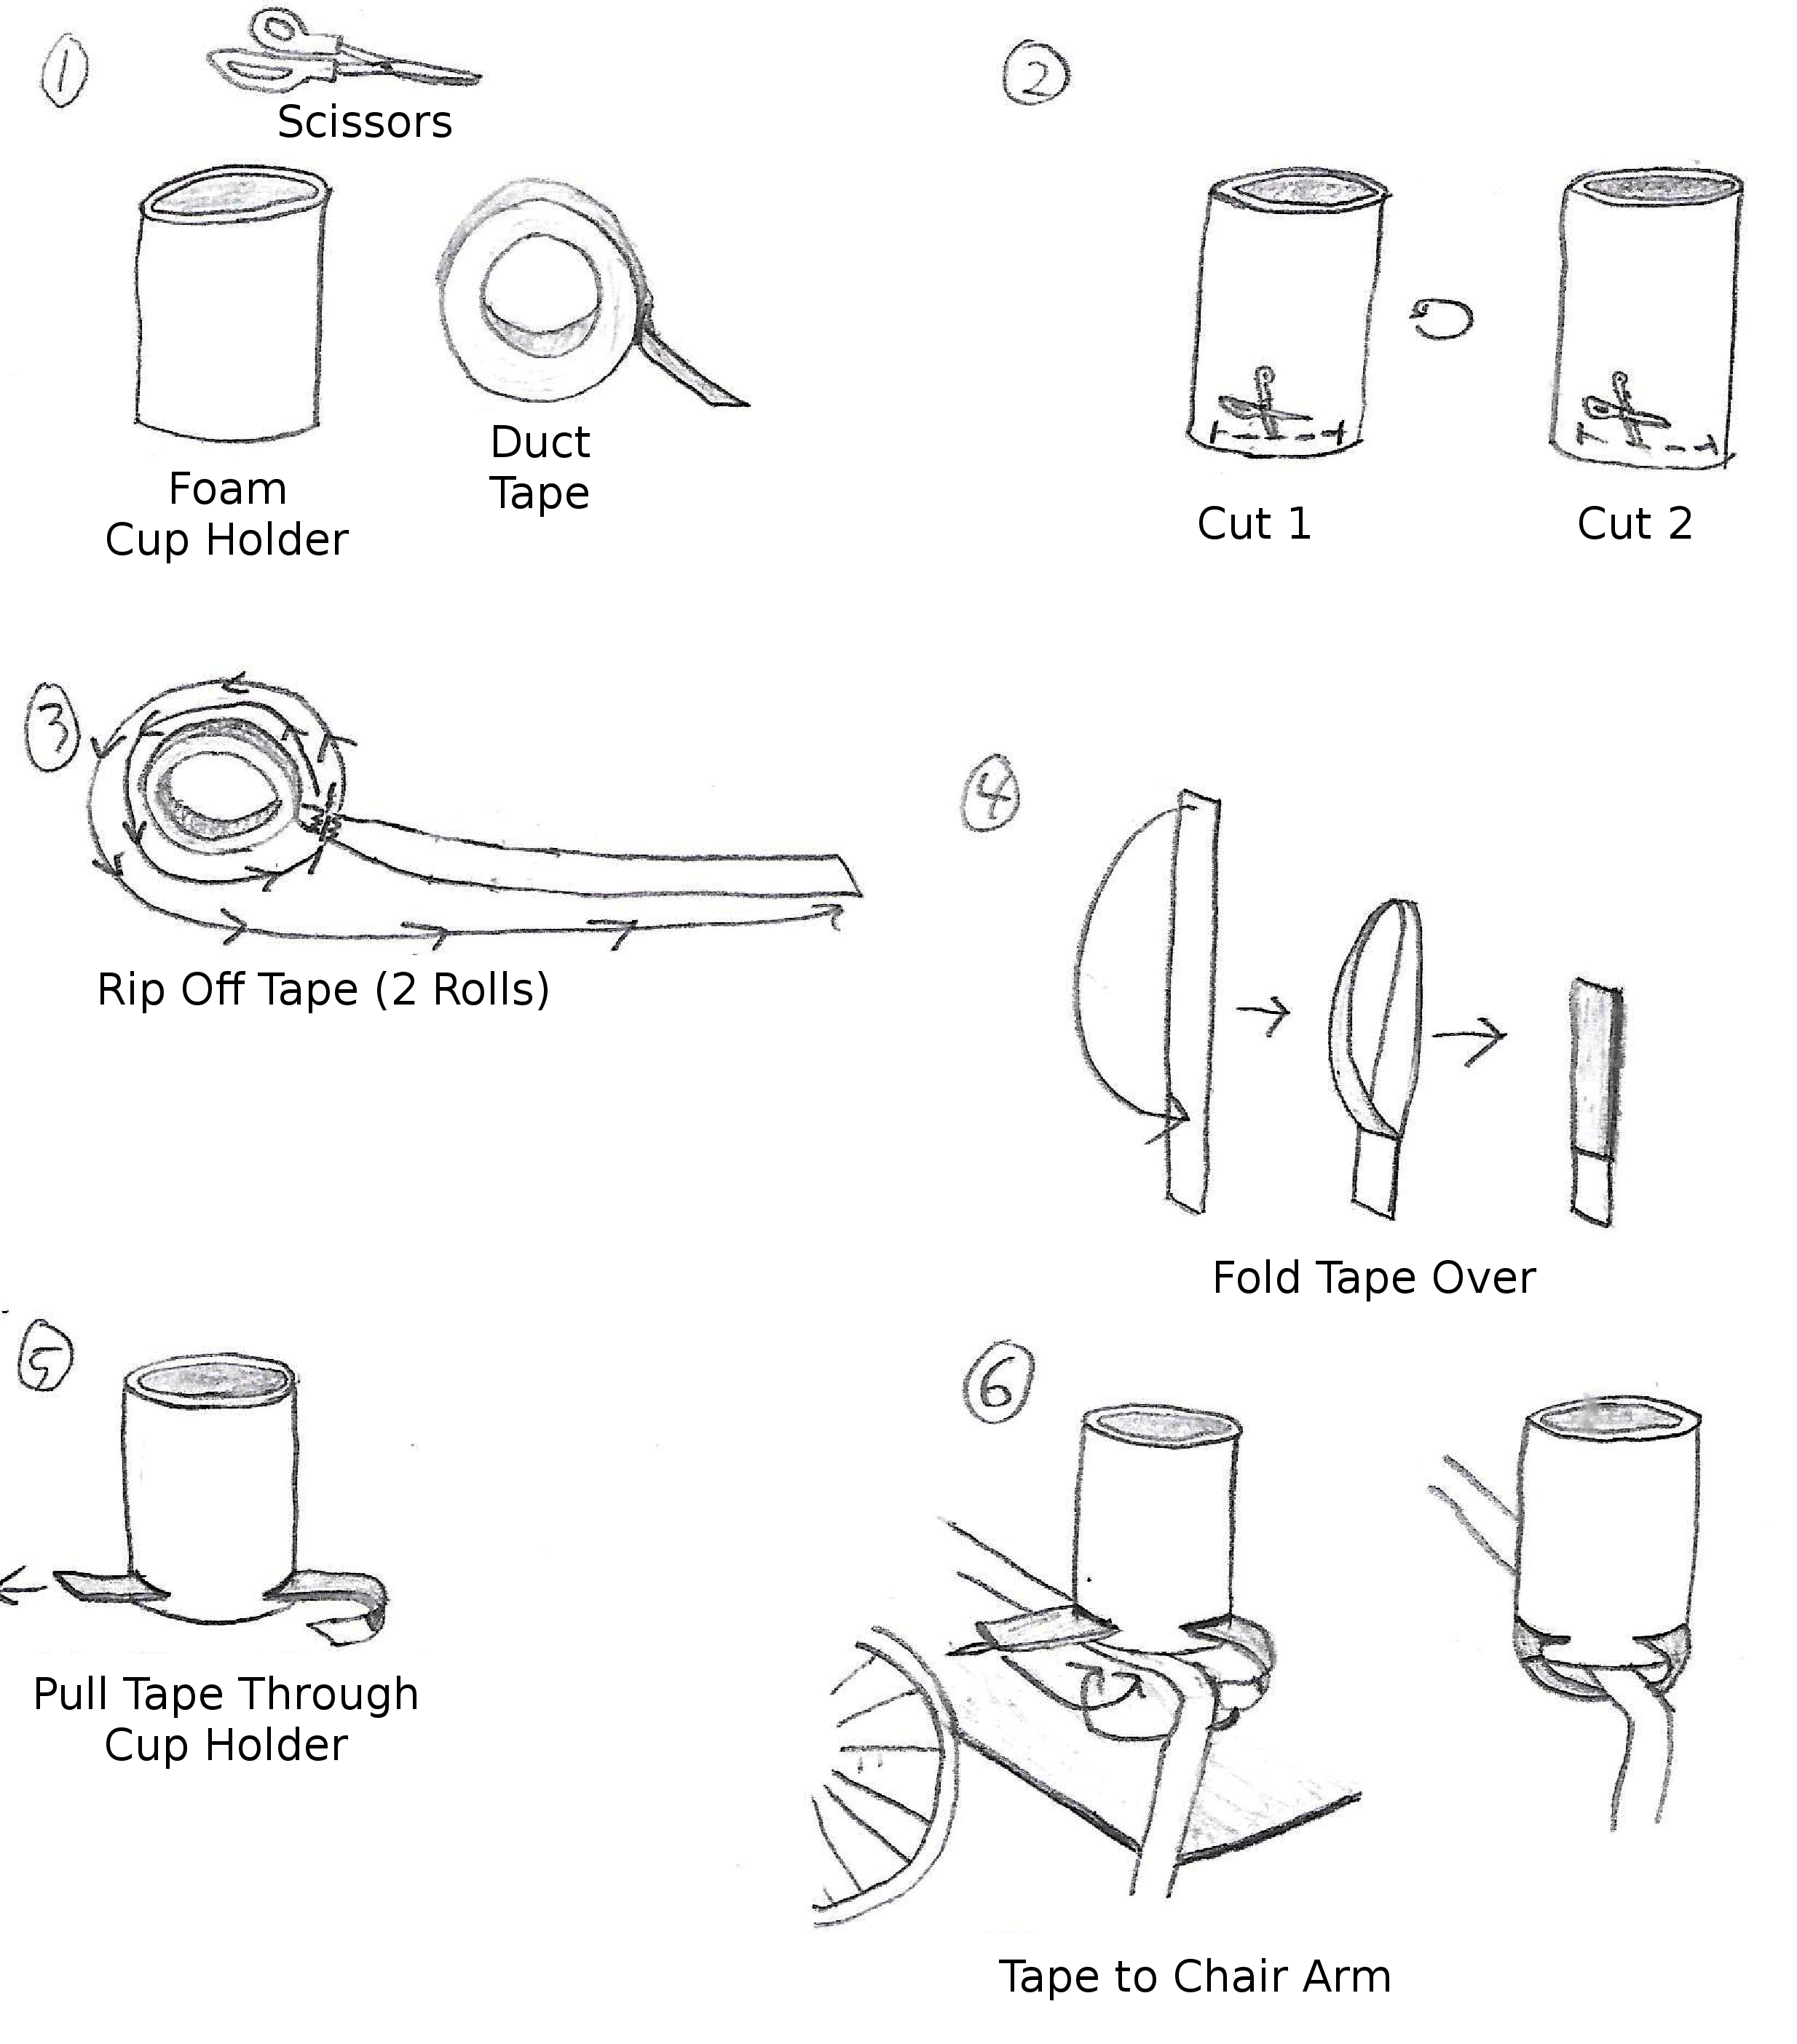 1
Scissors
Foam
Cup Holder
Duct
Tape
2
Cut 1
Cut 2
3
Rip Off Tape (2 Rolls)
4
Fold Tape Over
5
Pull Tape Through
Cup Holder
6
Tape to Chair Arm